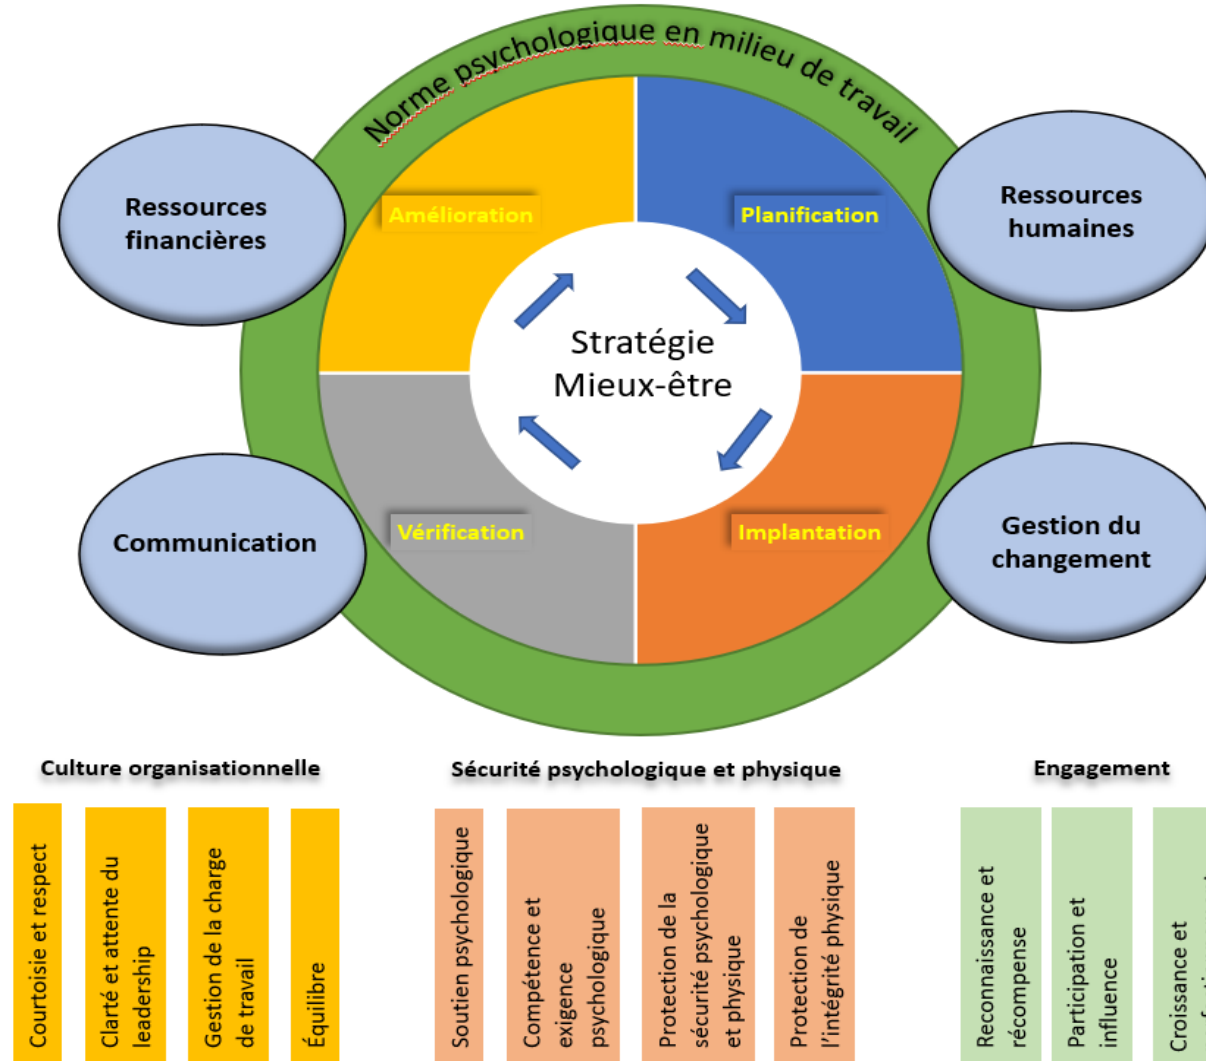 Norme psychologique en milieu de travail
Ressources
financières
Ressources
humaines
Amélioration
Planification
Stratégie
Mieux-être
Communication
Vérification
Implantation
Gestion du
changement
Culture organisationnelle
Sécurité psychologique et physique
Engagement
Courtoisie et respect
Clarté et attente du
leadership
Gestion de la charge
de travail
Équilibre
Soutien psychologique
Compétence et
exigence
psychologique
Protection de la
sécurité psychologique
et physique
Protection de
l'intégrité physique
Reconnaissance et
récompense
Participation et
influence
Croissance et